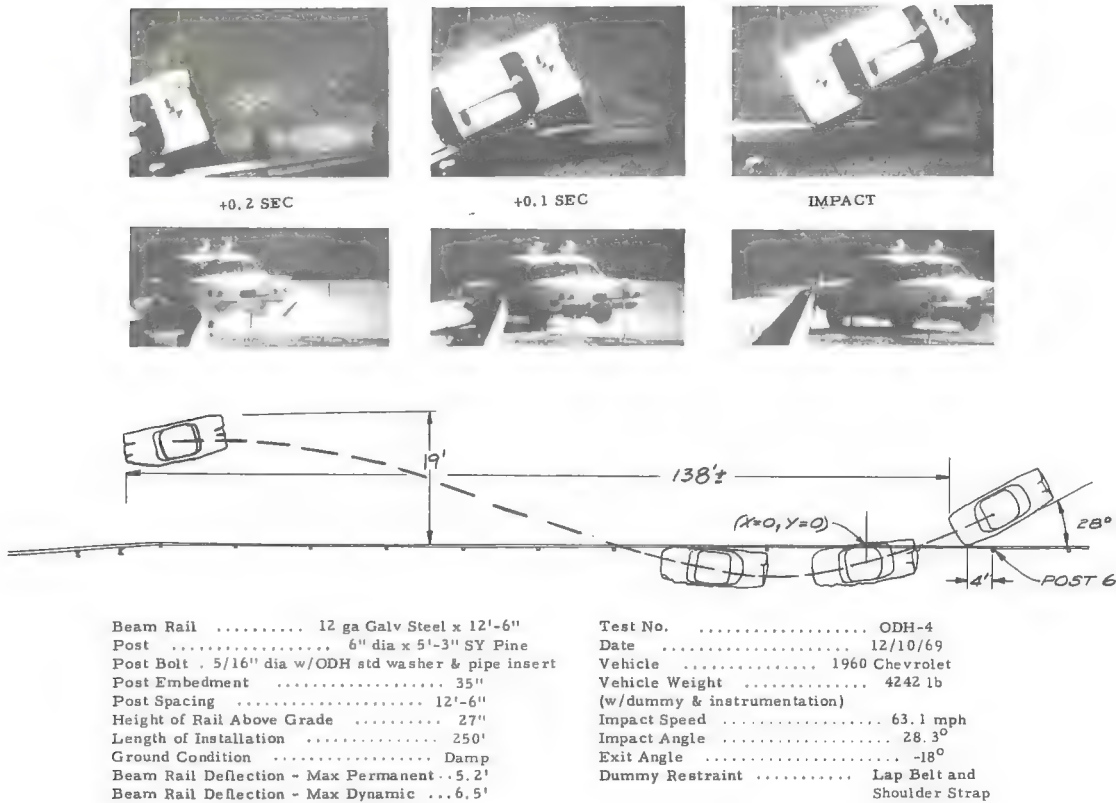 +0.2 SEC
+0.1 SEC
IMPACT
19'
138'±
(X=0, Y=0)
28°
4'
POST 6
Beam Rail .......... 12 ga Galv Steel x 12'-6"
Post .............. 6" dia x 5'-3" SY Pine
Post Bolt . 5/16" dia w/ODH std washer & pipe insert
Post Embedment ................. 35"
Post Spacing ..................... 12'-6"
Height of Rail Above Grade .......... 27"
Length of Installation .............. 250'
Ground Condition ................. Damp
Beam Rail Deflection - Max Permanent .. 5.2'
Beam Rail Deflection - Max Dynamic ... 6.5'
Test No. .................. ODH-4
Date .................... 12/10/69
Vehicle ............... 1960 Chevrolet
Vehicle Weight ................ 4242 lb
(w/dummy & instrumentation)
Impact Speed ................. 63.1 mph
Impact Angle ................. 28.3°
Exit Angle .................... -18°
Dummy Restraint .......... Lap Belt and
Shoulder Strap